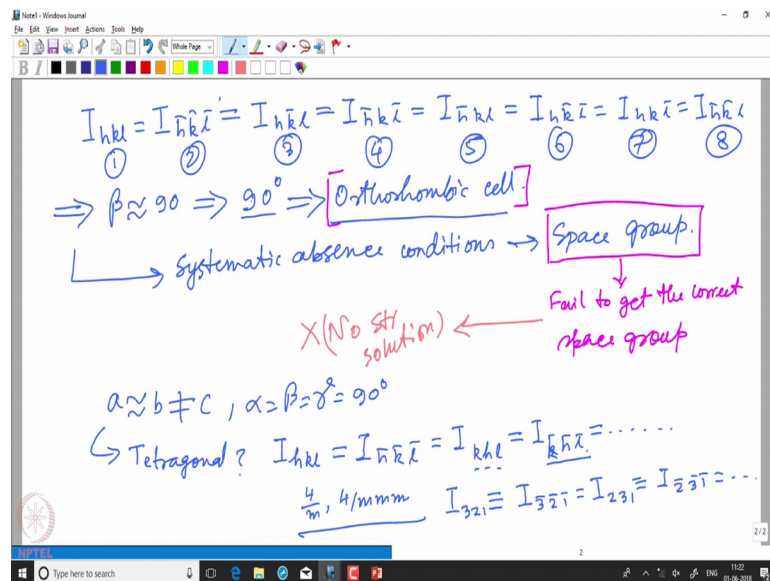 Note1 - Windows Journal
File Edit View Insert Actions Tools Help
Whole Page
B I
I_hkl = I_h̄k̄l̄ = I_hk̄l = I_h̄k̄l̄ = I_h̄kl = I_hk̄l̄ = I_hkl̄ = I_h̄k̄l
① ② ③ ④ ⑤ ⑥ ⑦ ⑧
⇒ β≈90 ⇒ 90° ⇒ [Orthorhombic cell.]
Systematic absence conditions → Space group.
Fail to get the correct
space group
X (No str
solution)
a≈b≠c, α=β=γ=90°
Tetragonal? I_hkl = I_h̄k̄l̄ = I_khl = I_k̄h̄l̄ = ......
4/m, 4/mmm I_321 = I_3̄2̄1̄ = I_231 = I_2̄3̄1̄ = ...
2/2
NPTEL
2
Type here to search
ENG
11:22
01-06-2018